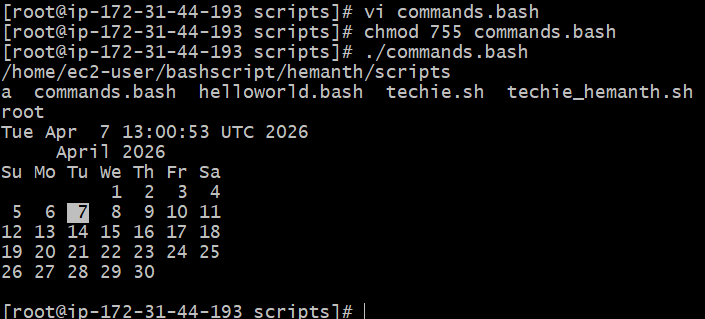 [root@ip-172-31-44-193 scripts]# vi commands.bash
[root@ip-172-31-44-193 scripts]# chmod 755 commands.bash
[root@ip-172-31-44-193 scripts]# ./commands.bash
/home/ec2-user/bashscript/hemanth/scripts
a  commands.bash  helloworld.bash  techie.sh  techie_hemanth.sh
root
Tue Apr  7 13:00:53 UTC 2026
     April 2026
Su Mo Tu We Th Fr Sa
          1  2  3  4
 5  6  7  8  9 10 11
12 13 14 15 16 17 18
19 20 21 22 23 24 25
26 27 28 29 30
[root@ip-172-31-44-193 scripts]#